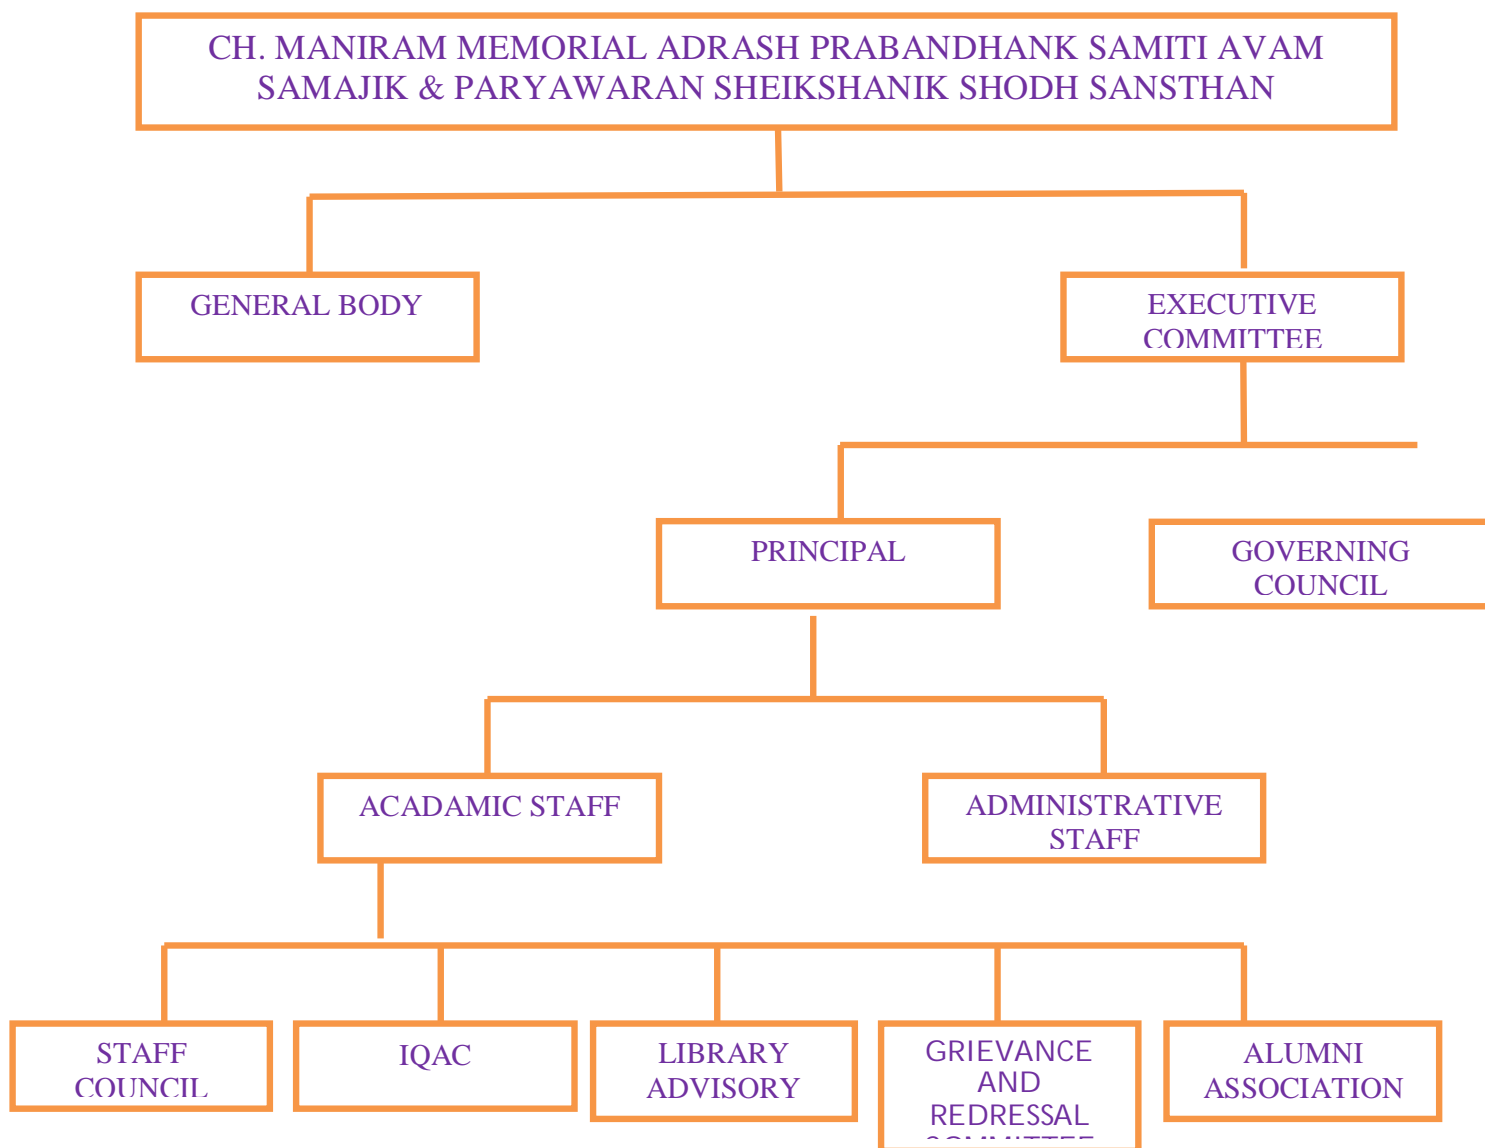 CH. MANIRAM MEMORIAL ADRASH PRABANDHANK SAMITI AVAM
SAMAJIK & PARYAWARAN SHEIKSHANIK SHODH SANSTHAN
GENERAL BODY
EXECUTIVE
COMMITTEE
PRINCIPAL
GOVERNING
COUNCIL
ACADAMIC STAFF
ADMINISTRATIVE
STAFF
STAFF
COUNCIL
IQAC
LIBRARY
ADVISORY
GRIEVANCE
AND
REDRESSAL
COMMITTEE
ALUMNI
ASSOCIATION